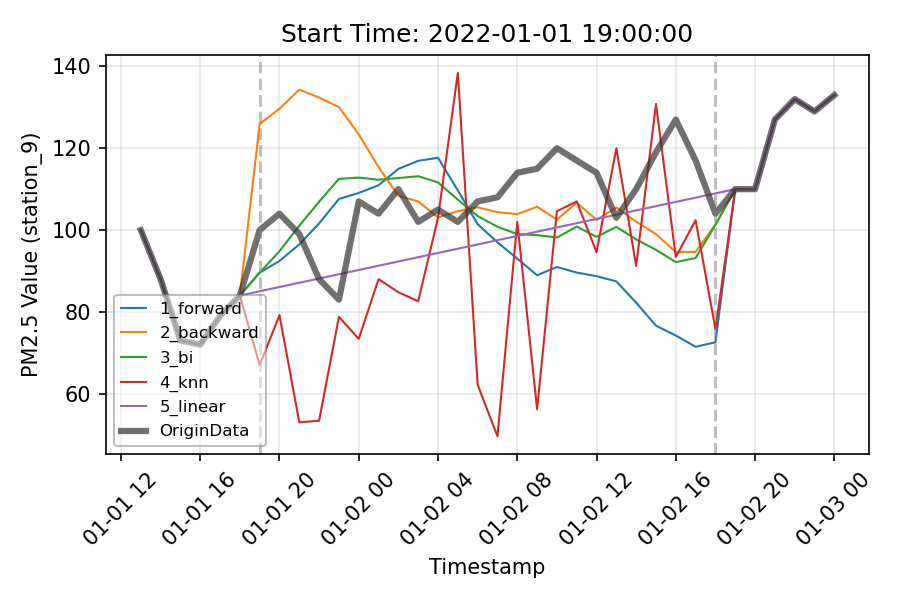 Start Time: 2022-01-01 19:00:00
PM2.5 Value (station_9)
140
120
100
80
60
1_forward
2_backward
3_bi
4_knn
5_linear
OriginData
01-01 12
01-01 16
01-01 20
01-02 00
01-02 04
01-02 08
01-02 12
01-02 16
01-02 20
01-03 00
Timestamp